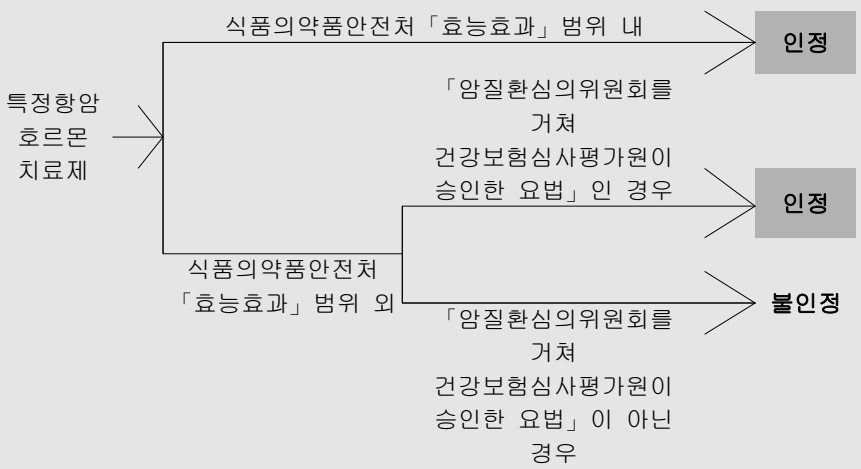 식품의약품안전처「효능효과」범위 내
인정
특정항암
호르몬
치료제
「암질환심의위원회를
거쳐
건강보험심사평가원이
승인한 요법」인 경우
인정
식품의약품안전처
「효능효과」범위 외
불인정
「암질환심의위원회를
거쳐
건강보험심사평가원이
승인한 요법」이 아닌
경우